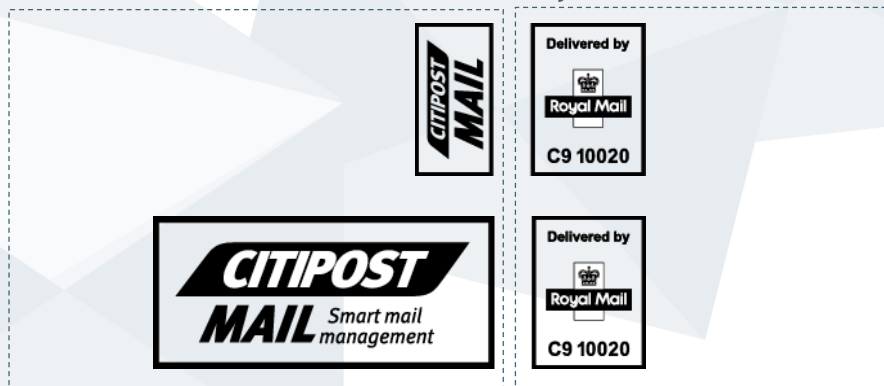 CITIPOST
MAIL
Delivered by
Royal Mail
C9 10020
CITIPOST
MAIL Smart mail
management
Delivered by
Royal Mail
C9 10020